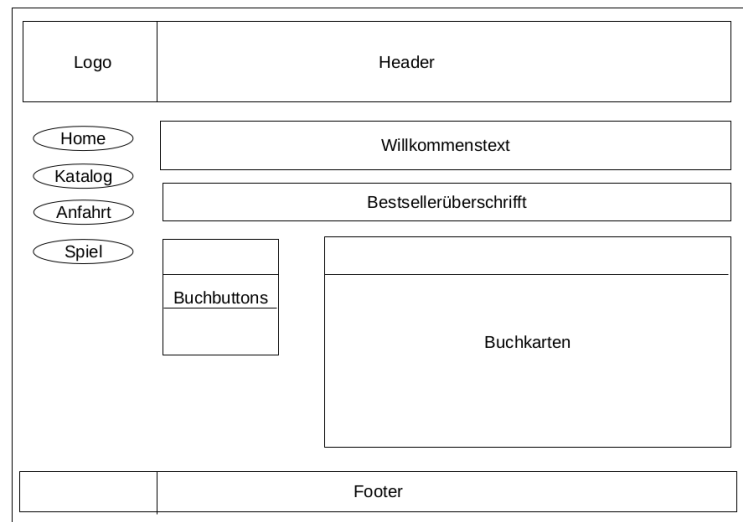 Logo
Header
Home
Willkommenstext
Katalog
Bestsellerüberschrifft
Anfahrt
Spiel
Buchbuttons
Buchkarten
Footer